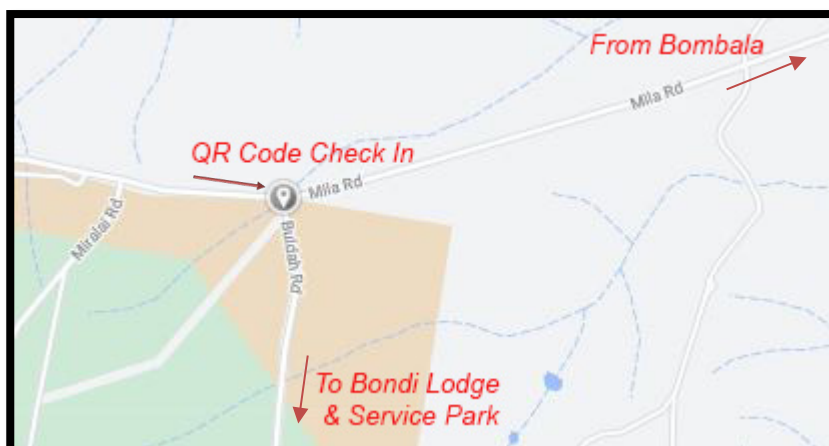 From Bombala
Mila Rd
QR Code Check In
Mila Rd
Miralai Rd
Buldah Rd
To Bondi Lodge
& Service Park